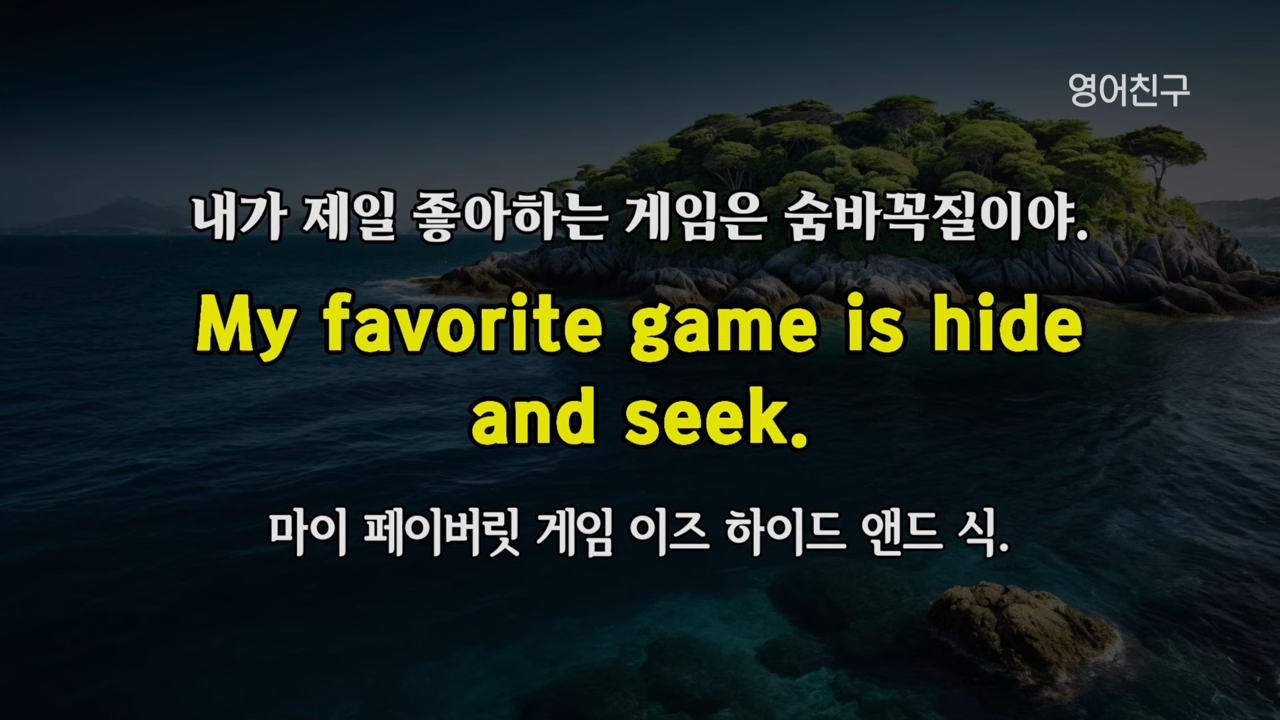 영어친구
내가 제일 좋아하는 게임은 숨바꼭질이야.
My favorite game is hide
and seek.
마이 페이버릿 게임 이즈 하이드 앤드 식.